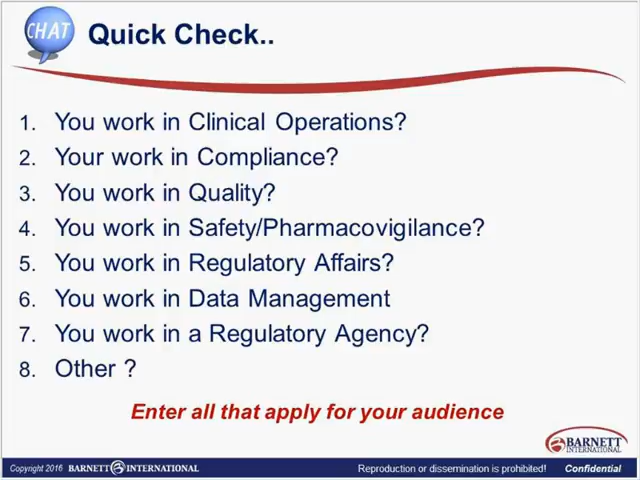 CHAT
Quick Check..
1. You work in Clinical Operations?
2. Your work in Compliance?
3. You work in Quality?
4. You work in Safety/Pharmacovigilance?
5. You work in Regulatory Affairs?
6. You work in Data Management
7. You work in a Regulatory Agency?
8. Other ?
Enter all that apply for your audience
BARNETT
INTERNATIONAL
Copyright 2016 BARNETT INTERNATIONAL Reproduction or dissemination is prohibited! Confidential